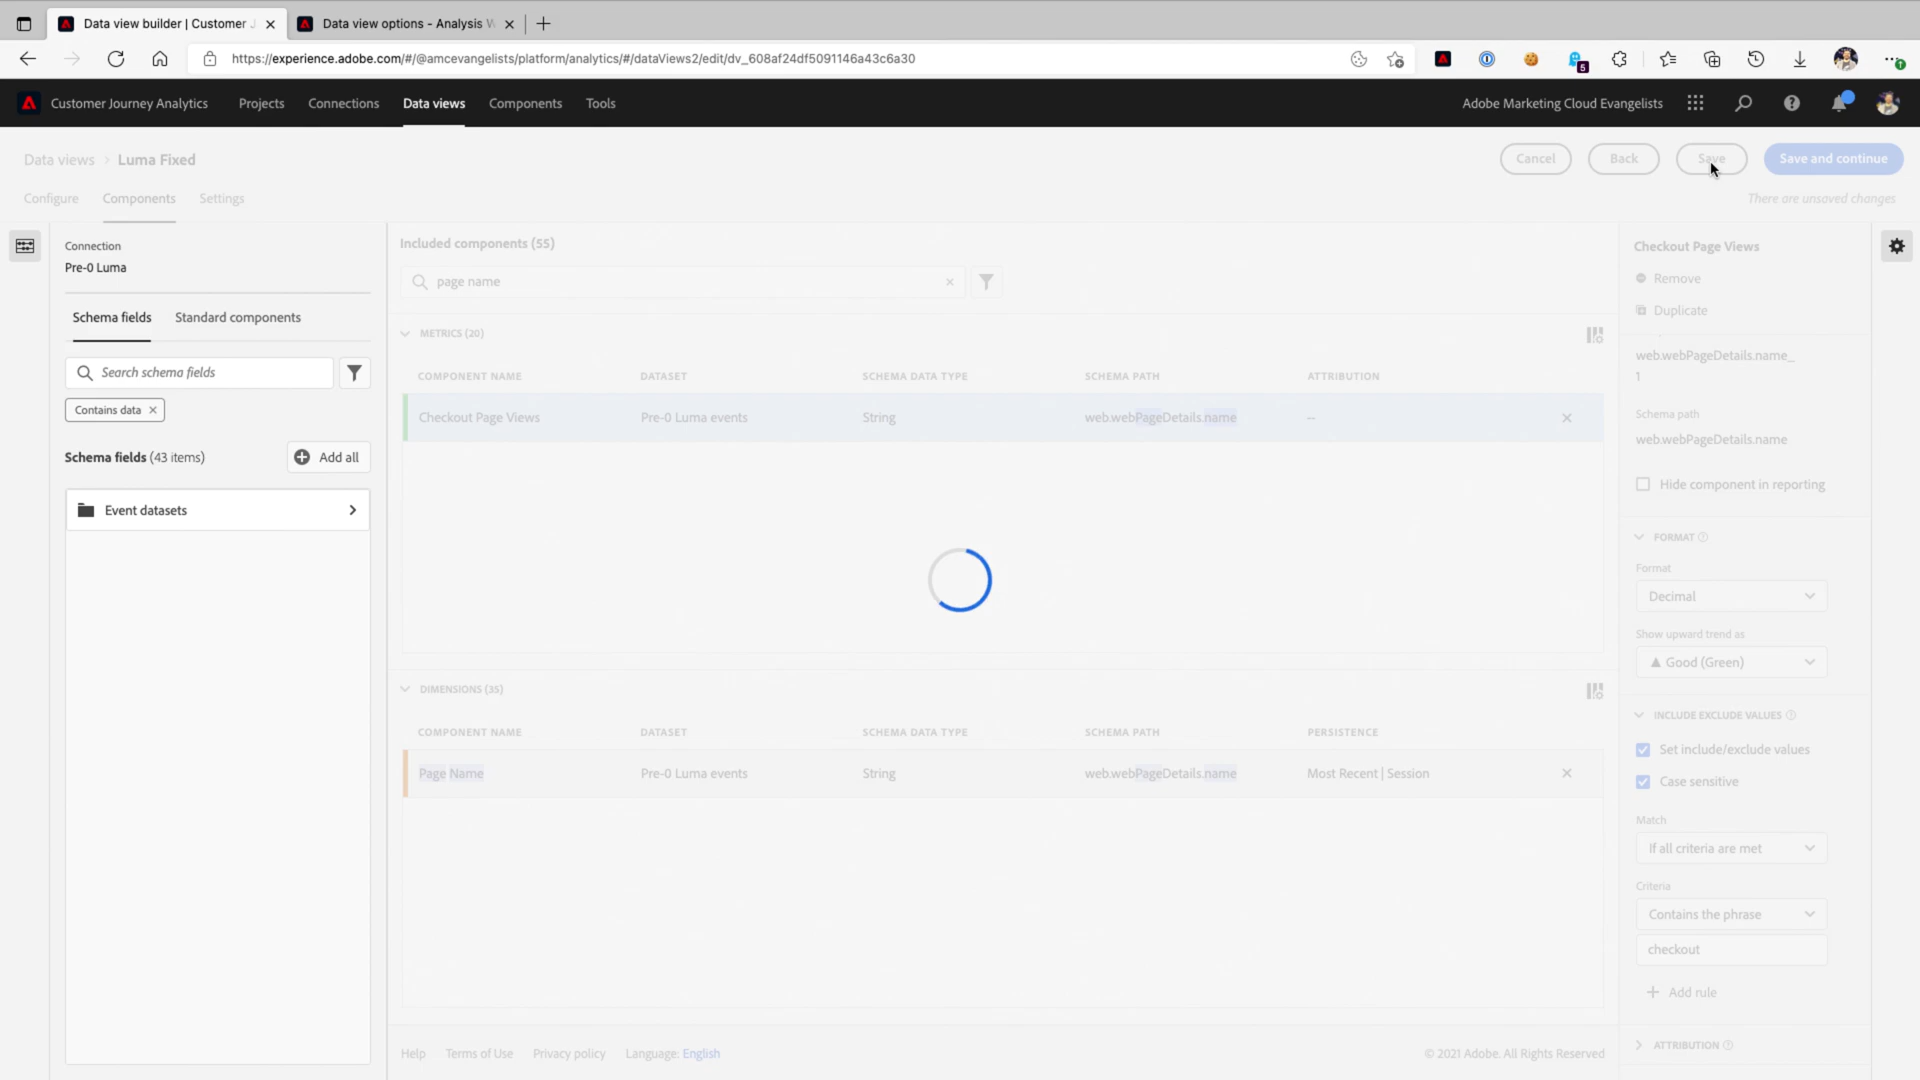 Data view builder | Customer J
Data view options - Analysis W
https://experience.adobe.com/#/@amcevangelists/platform/analytics/#/dataViews2/edit/dv_608af24df5091146a43c6a30
5
Customer Journey Analytics
Projects
Connections
Data views
Components
Tools
Adobe Marketing Cloud Evangelists
Data views > Luma Fixed
Cancel
Back
Save
Save and continue
Configure
Components
Settings
There are unsaved changes
Connection
Pre-0 Luma
Schema fields
Standard components
Search schema fields
Contains data
Schema fields (43 items)
Add all
Event datasets
Included components (55)
page name
METRICS (20)
COMPONENT NAME DATASET SCHEMA DATA TYPE SCHEMA PATH ATTRIBUTION
Checkout Page Views Pre-0 Luma events String web.webPageDetails.name --
DIMENSIONS (35)
COMPONENT NAME DATASET SCHEMA DATA TYPE SCHEMA PATH PERSISTENCE
Page Name Pre-0 Luma events String web.webPageDetails.name Most Recent | Session
Checkout Page Views
Remove
Duplicate
web.webPageDetails.name_
1
Schema path
web.webPageDetails.name
Hide component in reporting
FORMAT
Format
Decimal
Show upward trend as
▲ Good (Green)
INCLUDE EXCLUDE VALUES
Set include/exclude values
Case sensitive
Match
If all criteria are met
Criteria
Contains the phrase
checkout
Add rule
ATTRIBUTION
Help
Terms of Use
Privacy policy
Language: English
© 2021 Adobe. All Rights Reserved